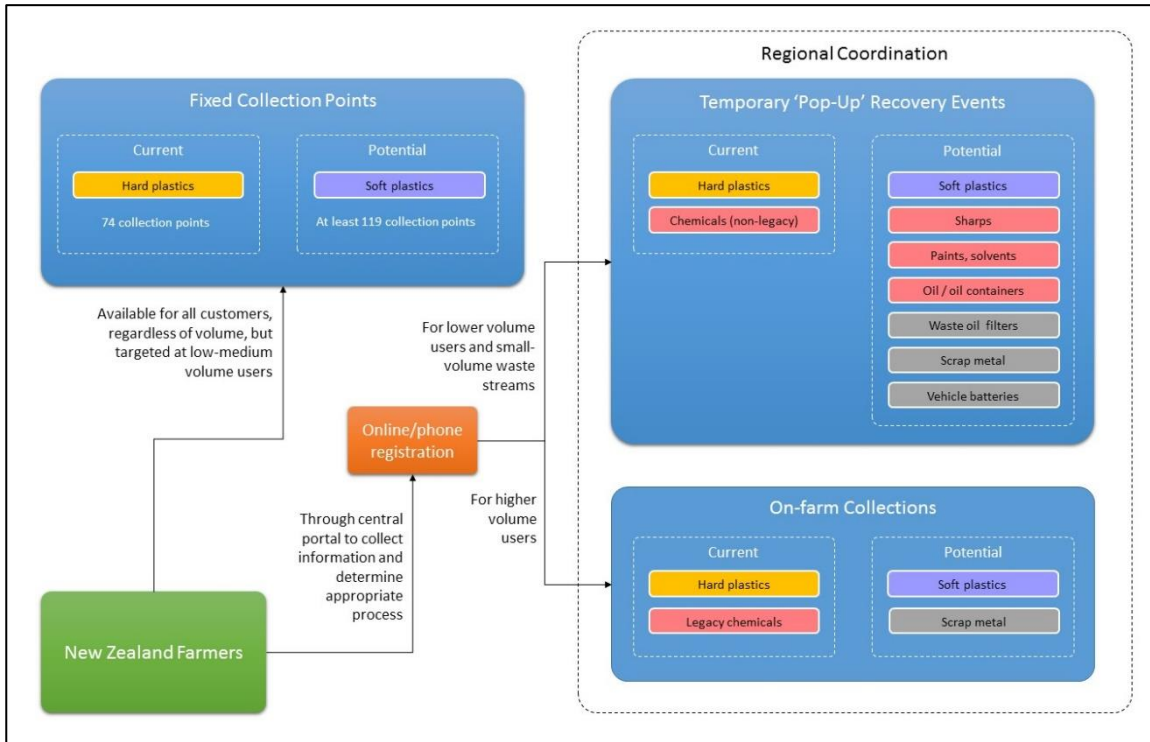 Regional Coordination
Fixed Collection Points
Current
Hard plastics
74 collection points
Potential
Soft plastics
At least 119 collection points
Temporary ‘Pop-Up’ Recovery Events
Current
Hard plastics
Chemicals (non-legacy)
Potential
Soft plastics
Sharps
Paints, solvents
Oil / oil containers
Waste oil filters
Scrap metal
Vehicle batteries
Available for all customers,
regardless of volume, but
targeted at low-medium
volume users
For lower volume
users and small-
volume waste
streams
Online/phone
registration
For higher
volume
users
Through central
portal to collect
information and
determine
appropriate
process
New Zealand Farmers
On-farm Collections
Current
Hard plastics
Legacy chemicals
Potential
Soft plastics
Scrap metal